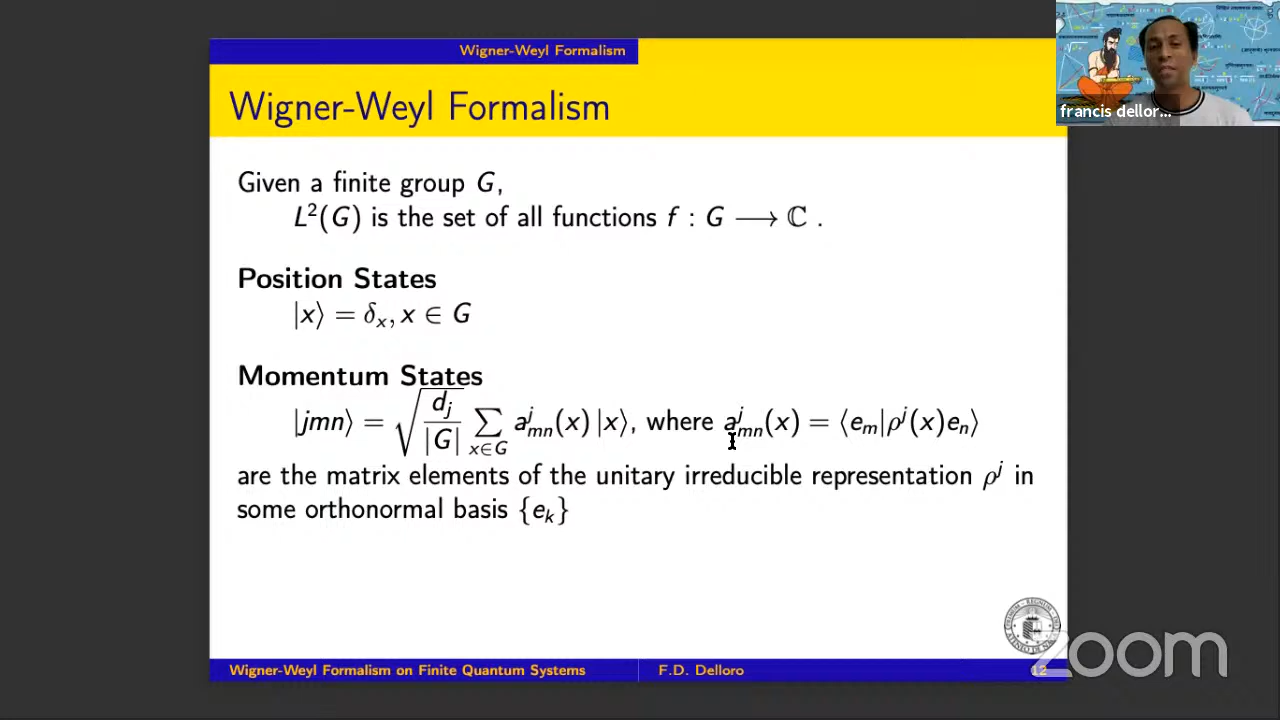 Wigner-Weyl Formalism
Wigner-Weyl Formalism
francis dellor...
Given a finite group G,
L²(G) is the set of all functions f : G ⟶ ℂ .
Position States
|x⟩ = δₓ, x ∈ G
Momentum States
|jmn⟩ = √(d_j/|G|) ∑_{x∈G} a^j_{mn}(x) |x⟩, where a^j_{mn}(x) = ⟨e_m|ρ^j(x)e_n⟩
are the matrix elements of the unitary irreducible representation ρ^j in
some orthonormal basis {e_k}
zoom
Wigner-Weyl Formalism on Finite Quantum Systems F.D. Delloro 12